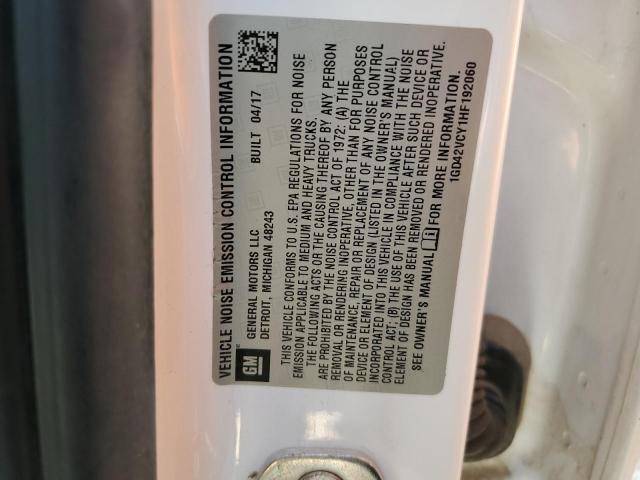 VEHICLE NOISE EMISSION CONTROL INFORMATION
GM
GENERAL MOTORS LLC
DETROIT, MICHIGAN 48243
BUILT 04/17
THIS VEHICLE CONFORMS TO U.S. EPA REGULATIONS FOR NOISE
EMISSION APPLICABLE TO MEDIUM AND HEAVY TRUCKS.
THE FOLLOWING ACTS OR THE CAUSING THEREOF BY ANY PERSON
ARE PROHIBITED BY THE NOISE CONTROL ACT OF 1972: (A) THE
REMOVAL OR RENDERING INOPERATIVE, OTHER THAN FOR PURPOSES
OF MAINTENANCE, REPAIR OR REPLACEMENT OF ANY NOISE CONTROL
DEVICE OR ELEMENT OF DESIGN (LISTED IN THE OWNER'S MANUAL)
INCORPORATED INTO THIS VEHICLE IN COMPLIANCE WITH THE NOISE
CONTROL ACT; (B) THE USE OF THIS VEHICLE AFTER SUCH DEVICE OR
ELEMENT OF DESIGN HAS BEEN REMOVED OR RENDERED INOPERATIVE.
SEE OWNER'S MANUAL FOR MORE INFORMATION.
1GD42VCY1HF192060